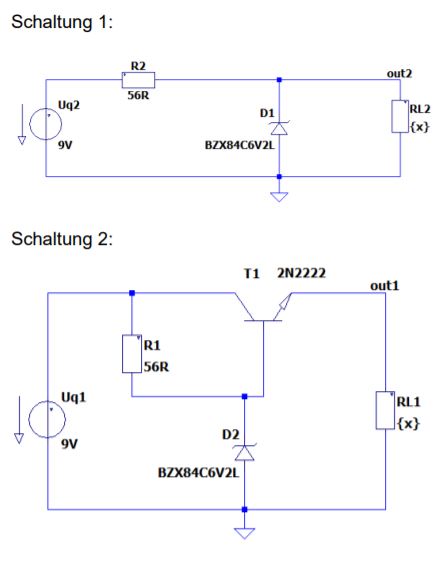 Schaltung 1:
R2
56R
out2
Uq2
9V
D1
BZX84C6V2L
RL2
{x}
Schaltung 2:
T1 2N2222
out1
R1
56R
Uq1
9V
D2
BZX84C6V2L
RL1
{x}